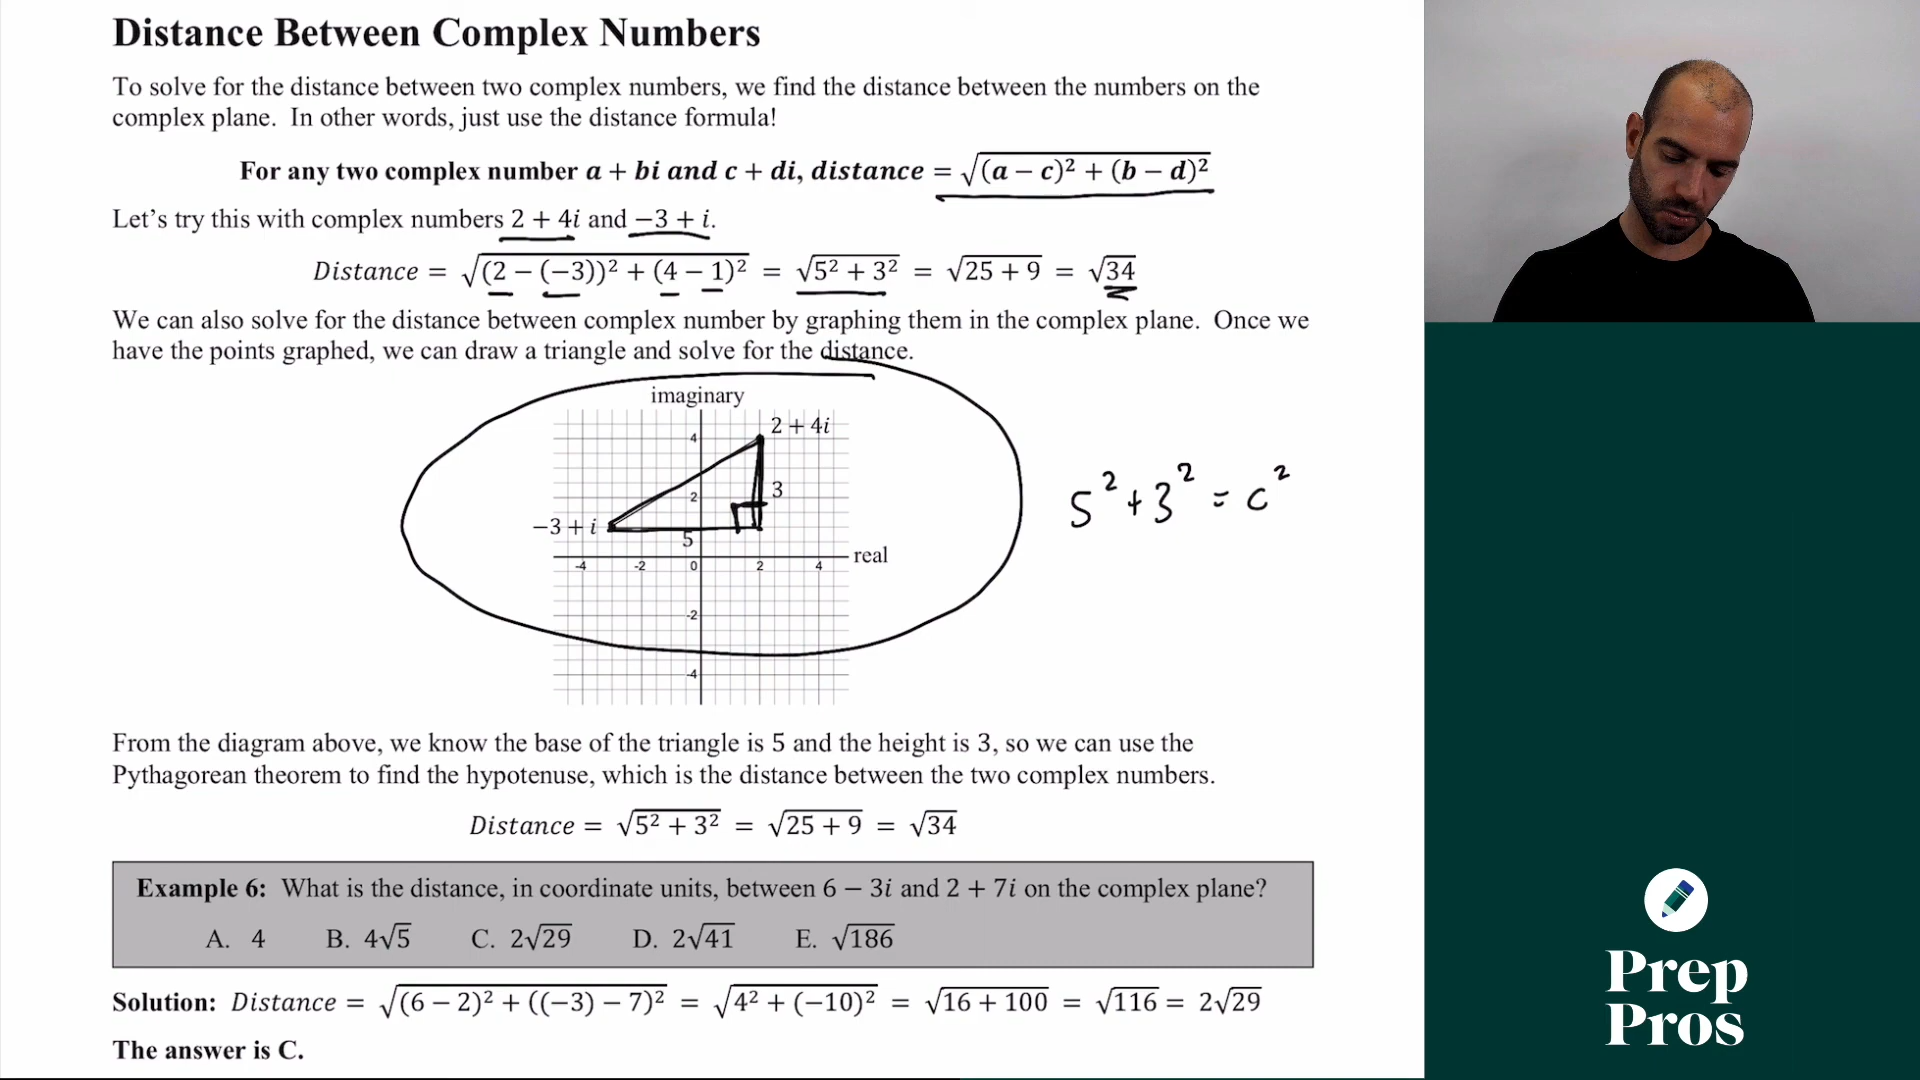 Distance Between Complex Numbers
To solve for the distance between two complex numbers, we find the distance between the numbers on the
complex plane. In other words, just use the distance formula!
For any two complex number a + bi and c + di, distance = √((a − c)² + (b − d)²)
Let's try this with complex numbers 2 + 4i and −3 + i.
Distance = √((2 − (−3))² + (4 − 1)²) = √(5² + 3²) = √(25 + 9) = √34
We can also solve for the distance between complex number by graphing them in the complex plane. Once we
have the points graphed, we can draw a triangle and solve for the distance.
imaginary
2 + 4i
4
3
2
−3 + i
5
real
-4 -2 0 2 4
-2
-4
5² + 3² = c²
From the diagram above, we know the base of the triangle is 5 and the height is 3, so we can use the
Pythagorean theorem to find the hypotenuse, which is the distance between the two complex numbers.
Distance = √(5² + 3²) = √(25 + 9) = √34
Example 6: What is the distance, in coordinate units, between 6 − 3i and 2 + 7i on the complex plane?
A. 4 B. 4√5 C. 2√29 D. 2√41 E. √186
Solution: Distance = √((6 − 2)² + ((−3) − 7)²) = √(4² + (−10)²) = √(16 + 100) = √116 = 2√29
The answer is C.
Prep
Pros